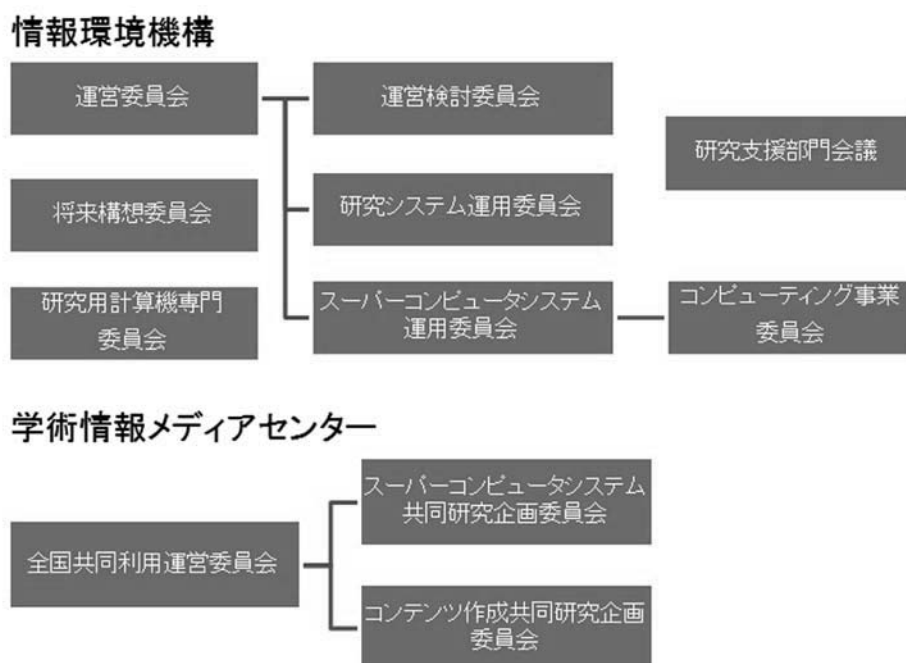 情報環境機構
運営委員会
運営検討委員会
研究支援部門会議
将来構想委員会
研究システム運用委員会
研究用計算機専門
委員会
スーパーコンピュータシステム
運用委員会
コンピューティング事業
委員会
学術情報メディアセンター
スーパーコンピュータシステム
共同研究企画委員会
全国共同利用運営委員会
コンテンツ作成共同研究企画
委員会